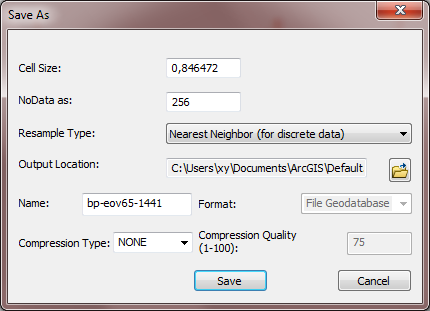 Save As
Cell Size: 0,846472
NoData as: 256
Resample Type: Nearest Neighbor (for discrete data)
Output Location: C:\Users\xy\Documents\ArcGIS\Default
Name: bp-eov65-1441 Format: File Geodatabase
Compression Type: NONE Compression Quality
(1-100): 75
Save Cancel